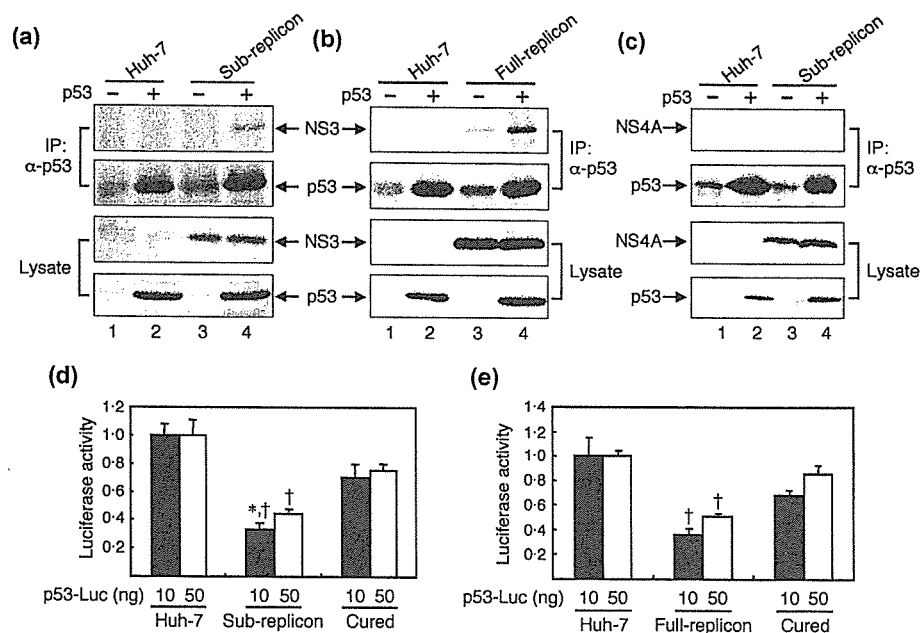 (a)
Huh-7 Sub-replicon
p53 − + − +
IP: α-p53
NS3
p53
Lysate
NS3
p53
1 2 3 4
(b)
Huh-7 Full-replicon
− + − +
IP: α-p53
Lysate
1 2 3 4
(c)
Huh-7 Sub-replicon
p53 − + − +
NS4A
p53
IP: α-p53
NS4A
p53
Lysate
1 2 3 4
(d)
Luciferase activity
1·2
1·0
0·8
0·6
0·4
0·2
*,† †
p53-Luc (ng) 10 50 10 50 10 50
Huh-7 Sub-replicon Cured
(e)
Luciferase activity
1·4
1·2
1·0
0·8
0·6
0·4
0·2
† †
p53-Luc (ng) 10 50 10 50 10 50
Huh-7 Full-replicon Cured